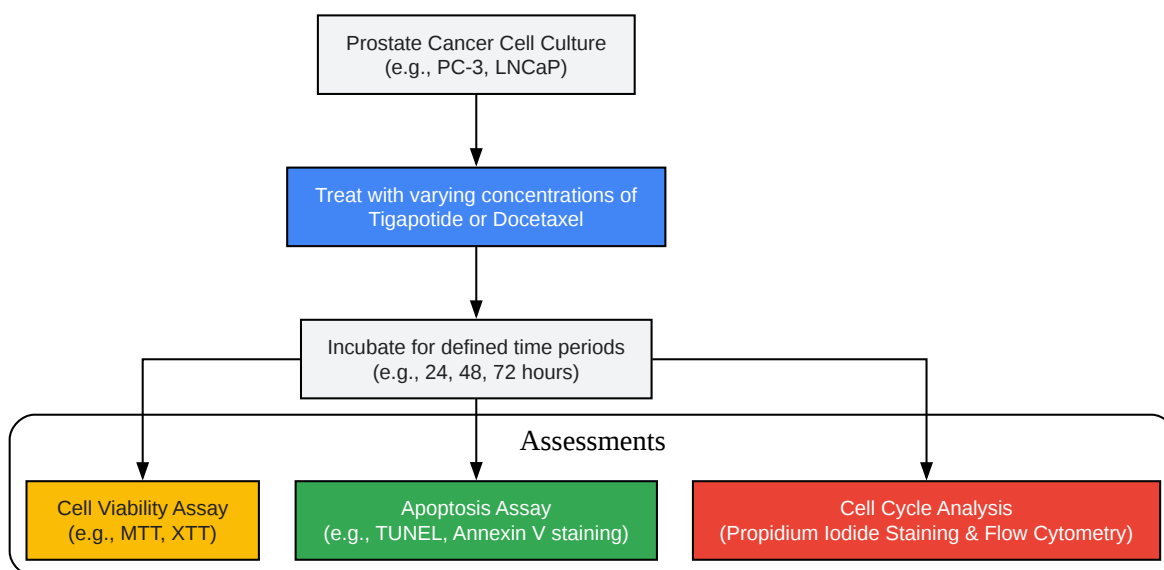 Prostate Cancer Cell Culture
(e.g., PC-3, LNCaP)
Treat with varying concentrations of
Tigapotide or Docetaxel
Incubate for defined time periods
(e.g., 24, 48, 72 hours)
Assessments
Cell Viability Assay
(e.g., MTT, XTT)
Apoptosis Assay
(e.g., TUNEL, Annexin V staining)
Cell Cycle Analysis
(Propidium Iodide Staining & Flow Cytometry)